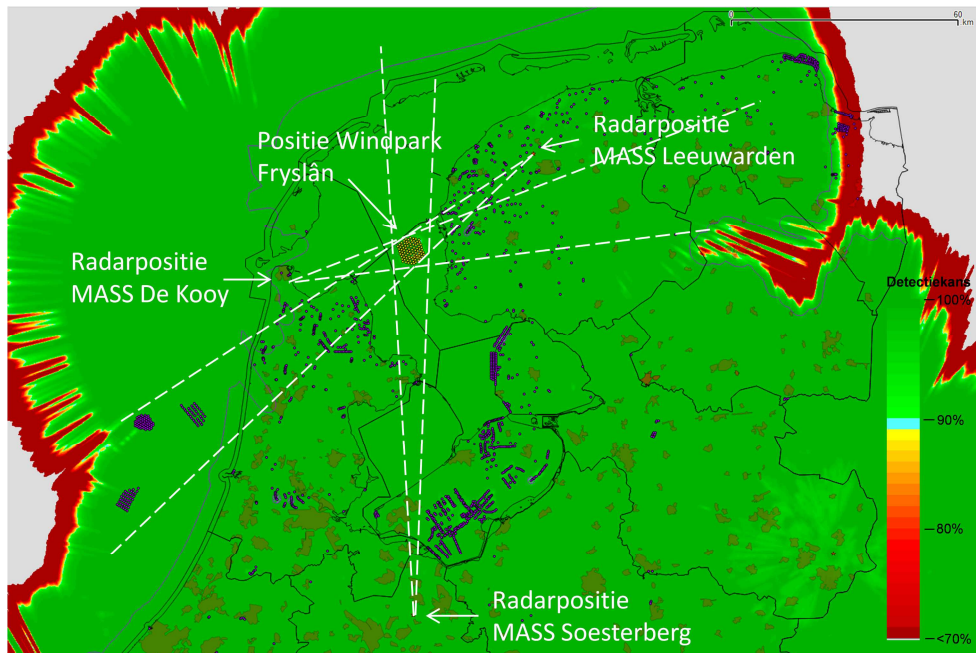 0
60
km
Positie Windpark
Fryslân
Radarpositie
MASS Leeuwarden
Radarpositie
MASS De Kooy
Detectiekans
100%
90%
80%
<70%
Radarpositie
MASS Soesterberg